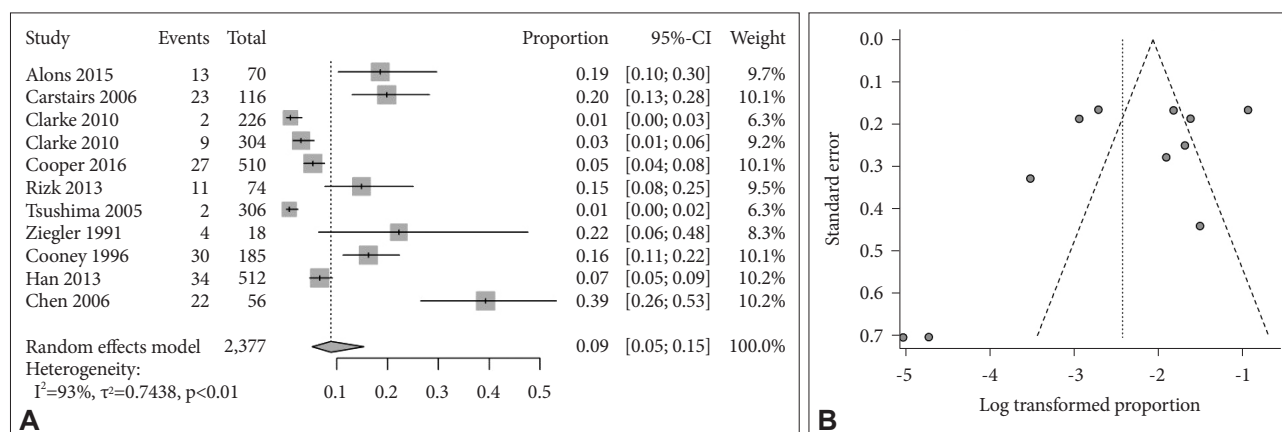 Study Events Total Proportion 95%-CI Weight
Alons 2015 13 70 0.19 [0.10; 0.30] 9.7%
Carstairs 2006 23 116 0.20 [0.13; 0.28] 10.1%
Clarke 2010 2 226 0.01 [0.00; 0.03] 6.3%
Clarke 2010 9 304 0.03 [0.01; 0.06] 9.2%
Cooper 2016 27 510 0.05 [0.04; 0.08] 10.1%
Rizk 2013 11 74 0.15 [0.08; 0.25] 9.5%
Tsushima 2005 2 306 0.01 [0.00; 0.02] 6.3%
Ziegler 1991 4 18 0.22 [0.06; 0.48] 8.3%
Cooney 1996 30 185 0.16 [0.11; 0.22] 10.1%
Han 2013 34 512 0.07 [0.05; 0.09] 10.2%
Chen 2006 22 56 0.39 [0.26; 0.53] 10.2%
Random effects model 2,377 0.09 [0.05; 0.15] 100.0%
Heterogeneity:
I²=93%, τ²=0.7438, p<0.01
0.1 0.2 0.3 0.4 0.5
A
Standard error
0.0
0.1
0.2
0.3
0.4
0.5
0.6
0.7
-5 -4 -3 -2 -1
Log transformed proportion
B